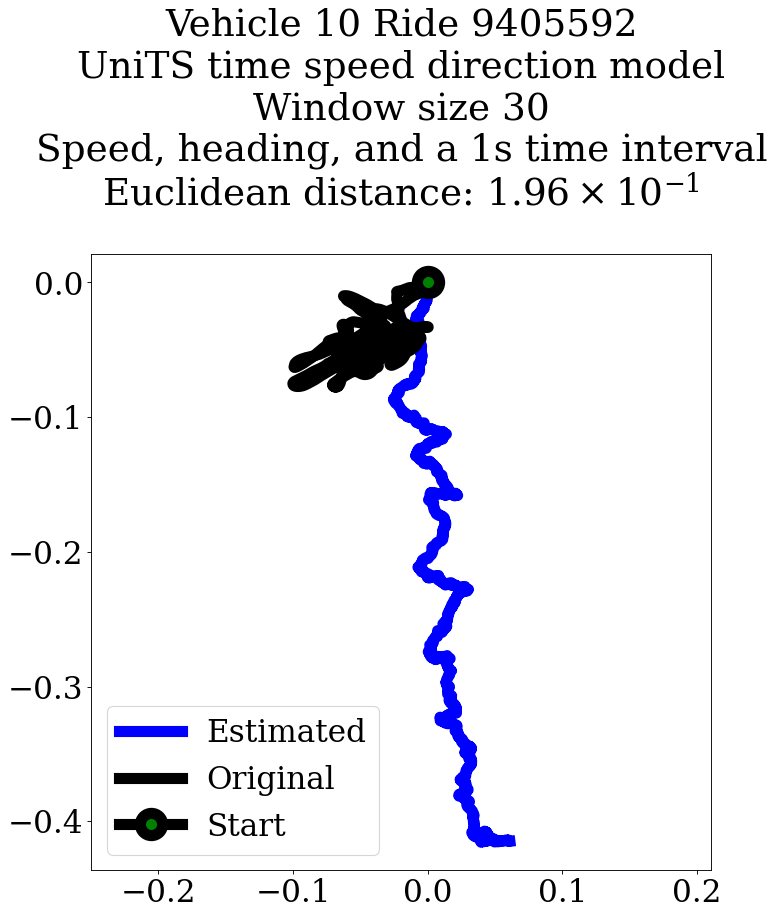 Vehicle 10 Ride 9405592
UniTS time speed direction model
Window size 30
Speed, heading, and a 1s time interval
Euclidean distance: 1.96 × 10⁻¹
0.0
−0.1
−0.2
−0.3
−0.4
Estimated
Original
Start
−0.2 −0.1 0.0 0.1 0.2